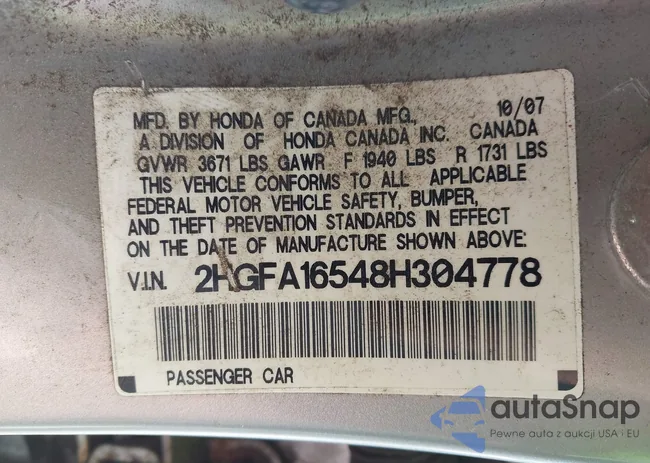 MFD. BY HONDA OF CANADA MFG., 10/07
A DIVISION OF HONDA CANADA INC. CANADA
GVWR 3671 LBS GAWR F 1940 LBS R 1731 LBS
THIS VEHICLE CONFORMS TO ALL APPLICABLE
FEDERAL MOTOR VEHICLE SAFETY, BUMPER,
AND THEFT PREVENTION STANDARDS IN EFFECT
ON THE DATE OF MANUFACTURE SHOWN ABOVE:
V.I.N. 2HGFA16548H304778
PASSENGER CAR
autaSnap
Pewne auta z aukcji USA · EU